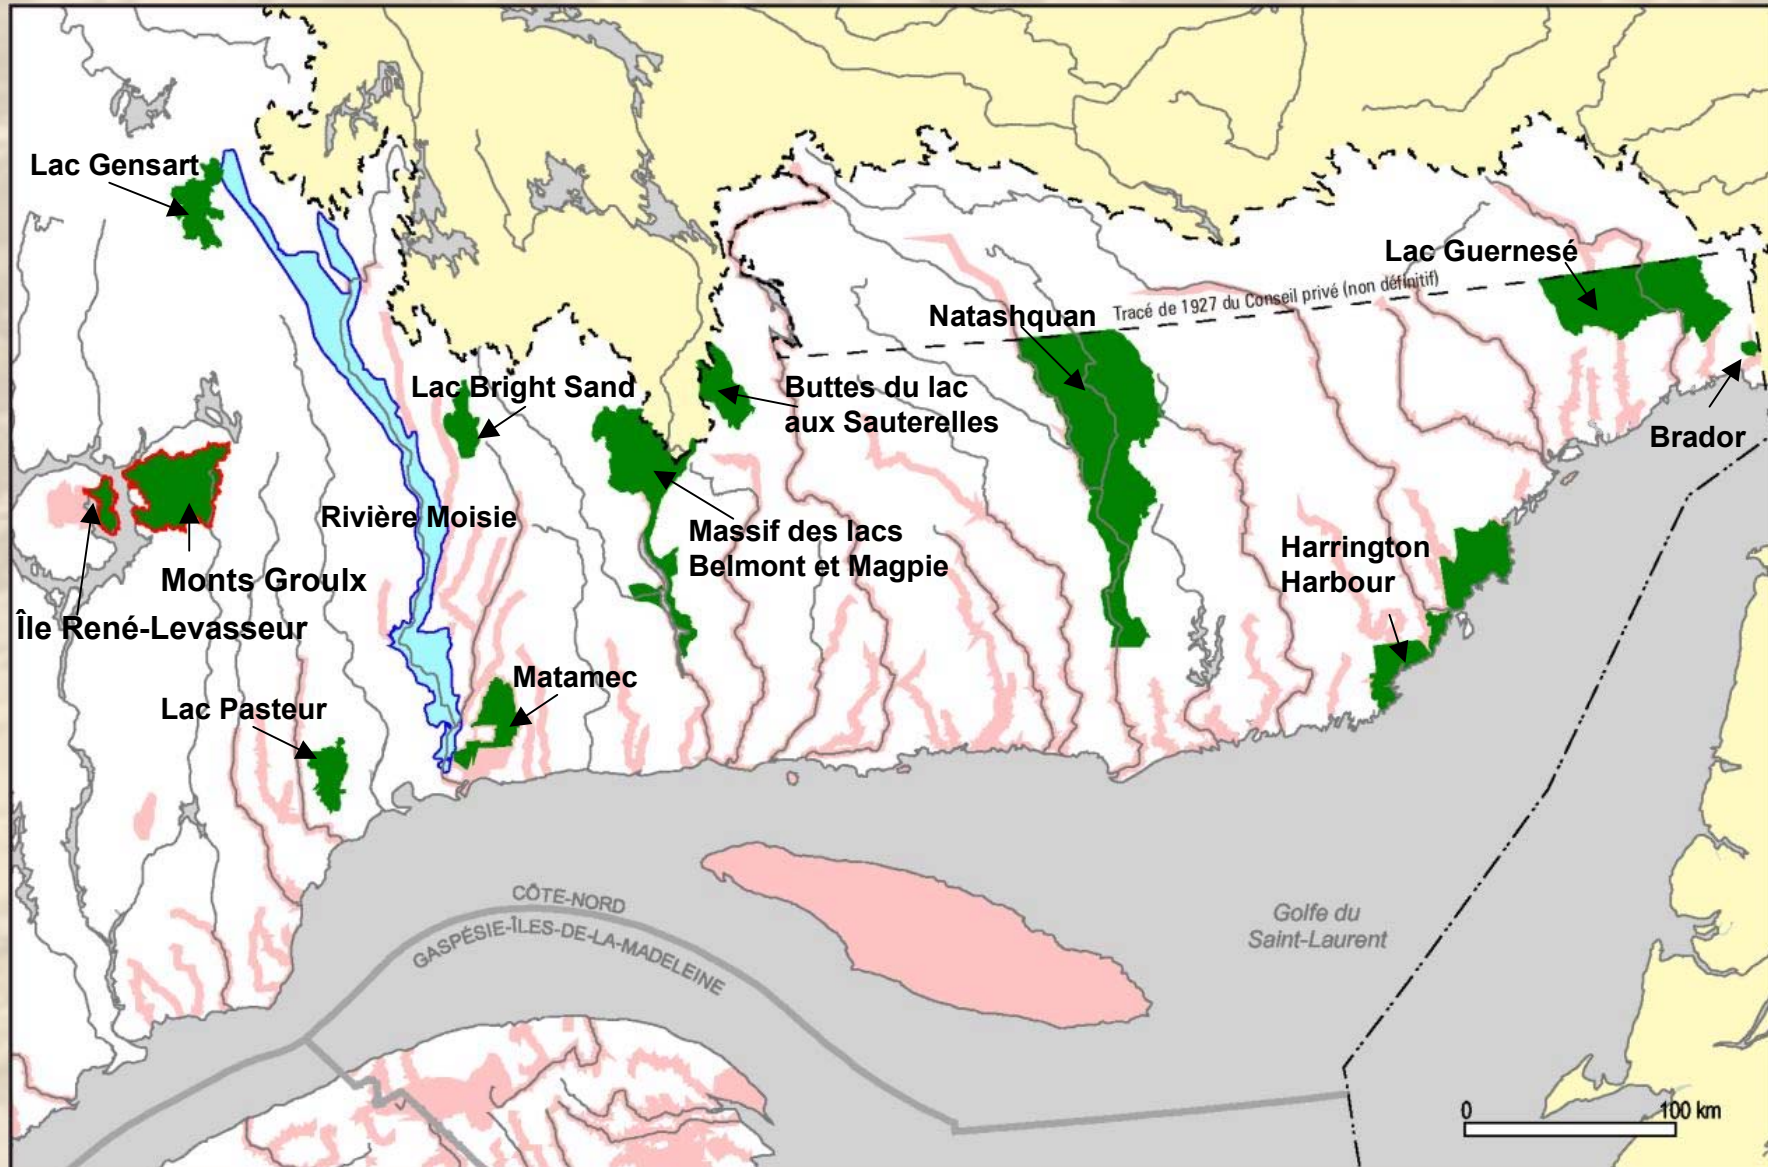 Lac Gensart
Lac Guernesé
Tracé de 1927 du Conseil privé (non définitif)
Natashquan
Lac Bright Sand
Buttes du lac
aux Sauterelles
Brador
Rivière Moisie
Massif des lacs
Belmont et Magpie
Harrington
Harbour
Monts Groulx
Île René-Levasseur
Matamec
Lac Pasteur
CÔTE-NORD
GASPÉSIE-ÎLES-DE-LA-MADELEINE
Golfe du
Saint-Laurent
0 100 km